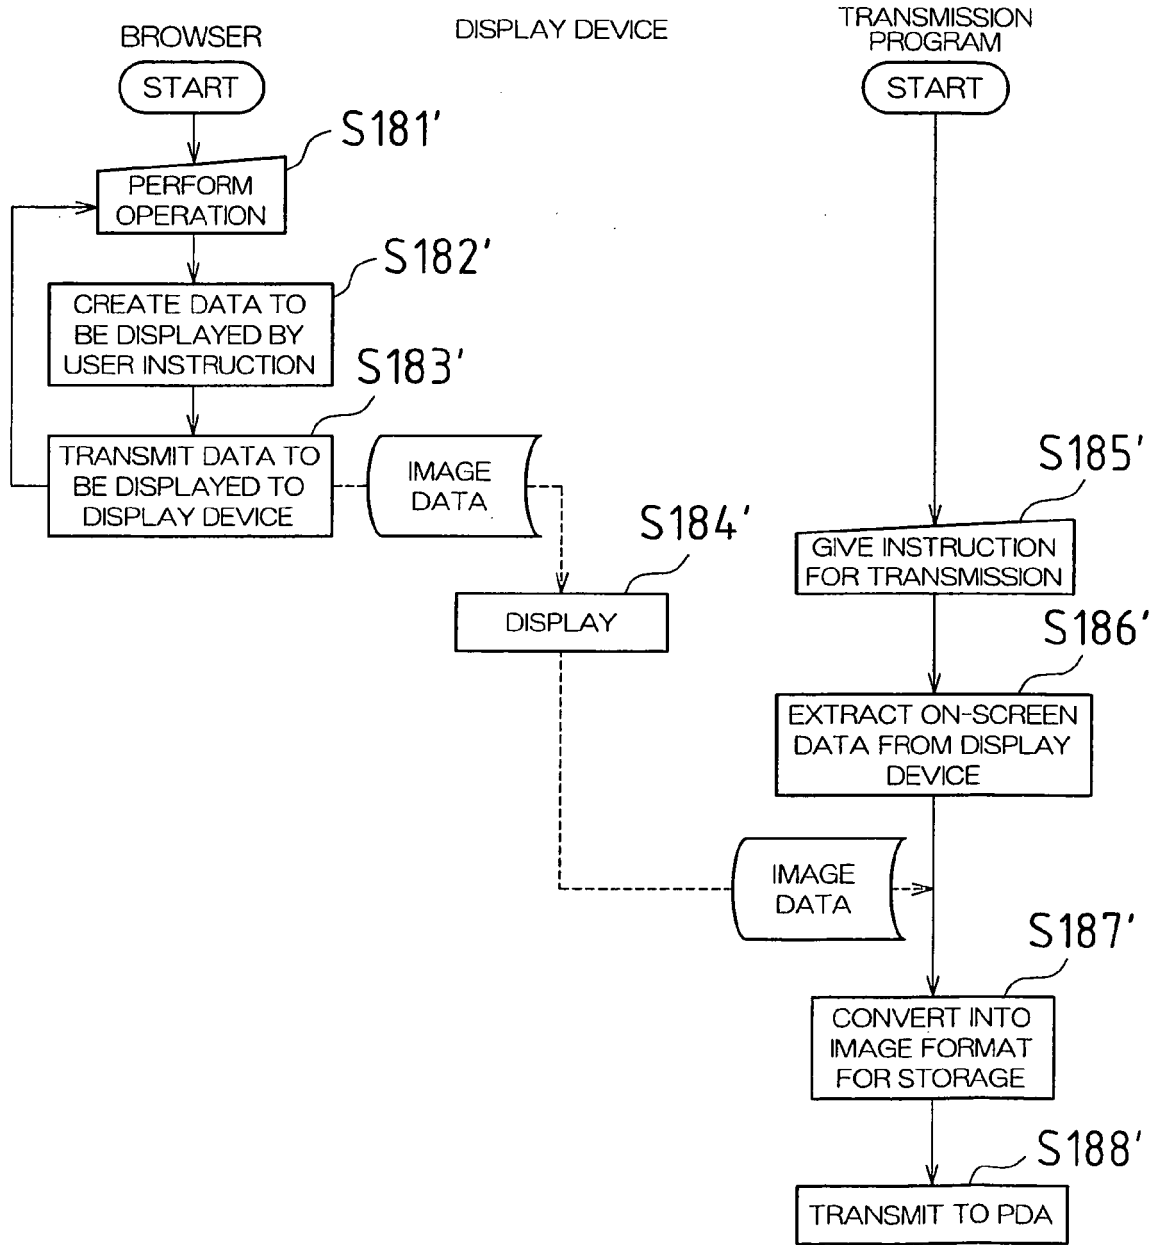 BROWSER
DISPLAY DEVICE
TRANSMISSION
PROGRAM
START
START
S181'
PERFORM
OPERATION
S182'
CREATE DATA TO
BE DISPLAYED BY
USER INSTRUCTION
S183'
TRANSMIT DATA TO
BE DISPLAYED TO
DISPLAY DEVICE
IMAGE
DATA
S184'
DISPLAY
S185'
GIVE INSTRUCTION
FOR TRANSMISSION
S186'
EXTRACT ON-SCREEN
DATA FROM DISPLAY
DEVICE
IMAGE
DATA
S187'
CONVERT INTO
IMAGE FORMAT
FOR STORAGE
S188'
TRANSMIT TO PDA